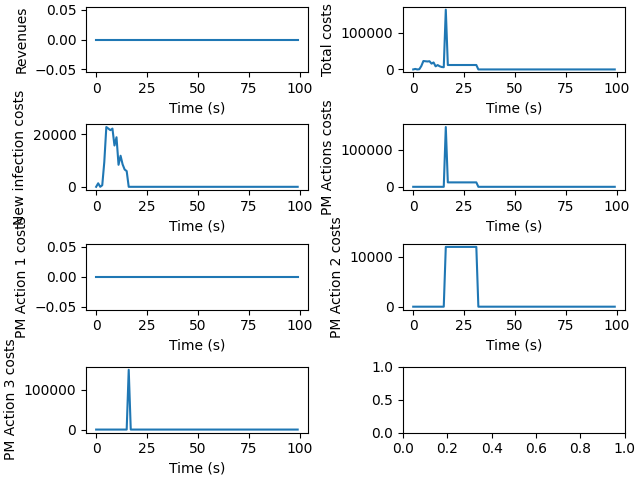 Revenues
0.05
0.00
−0.05
0 25 50 75 100
Time (s)
Total costs
100000
0
0 25 50 75 100
Time (s)
New infection costs
20000
0
0 25 50 75 100
Time (s)
PM Actions costs
100000
0
0 25 50 75 100
Time (s)
PM Action 1 costs
0.05
0.00
−0.05
0 25 50 75 100
Time (s)
PM Action 2 costs
10000
0
0 25 50 75 100
Time (s)
PM Action 3 costs
100000
0
0 25 50 75 100
Time (s)
1.0
0.5
0.0
0.0 0.2 0.4 0.6 0.8 1.0